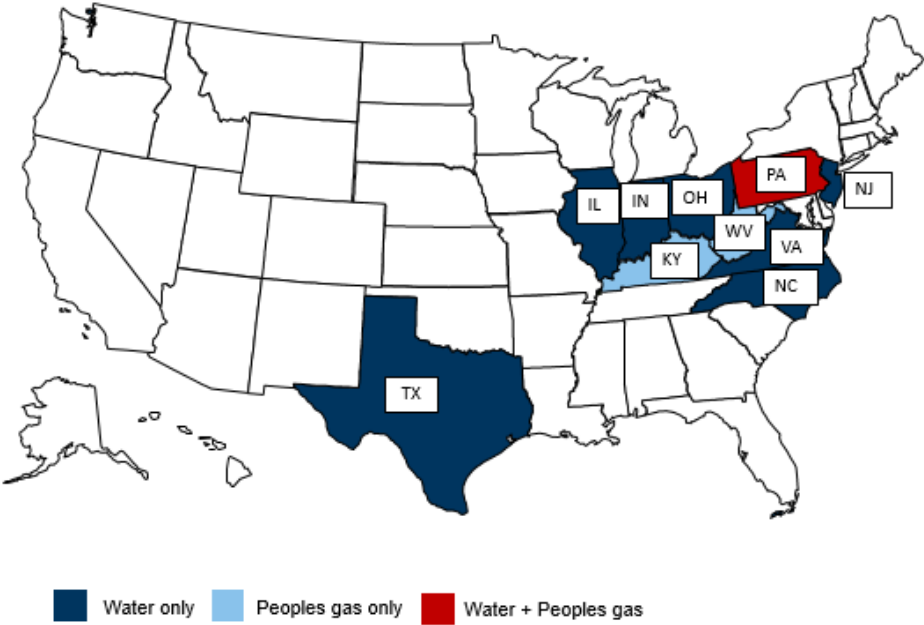 PA
NJ
IL
IN
OH
WV
VA
KY
NC
TX
Water only
Peoples gas only
Water + Peoples gas